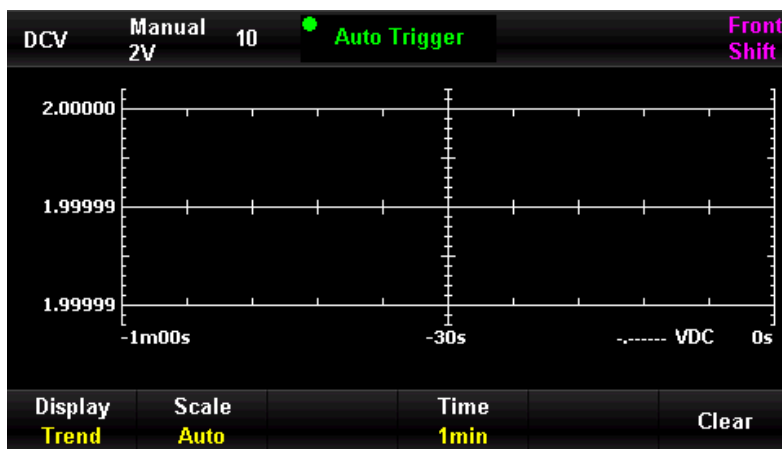 DCV Manual 10 Auto Trigger Front
2V Shift
2.00000
1.99999
1.99999
-1m00s -30s -.------ VDC 0s
Display Scale Time Clear
Trend Auto 1min